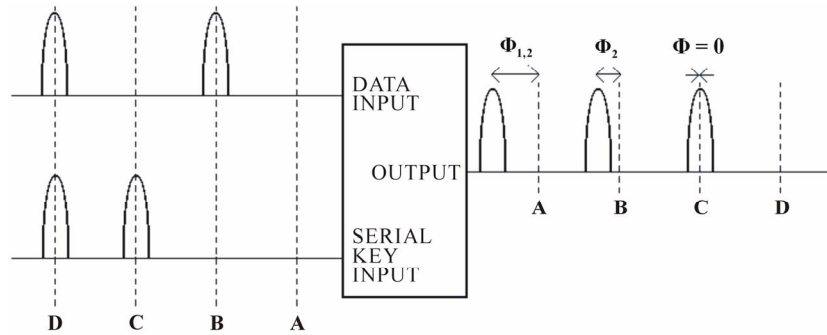 Φ1,2 Φ2 Φ = 0
DATA
INPUT
OUTPUT
A B C D
SERIAL
KEY
INPUT
D C B A